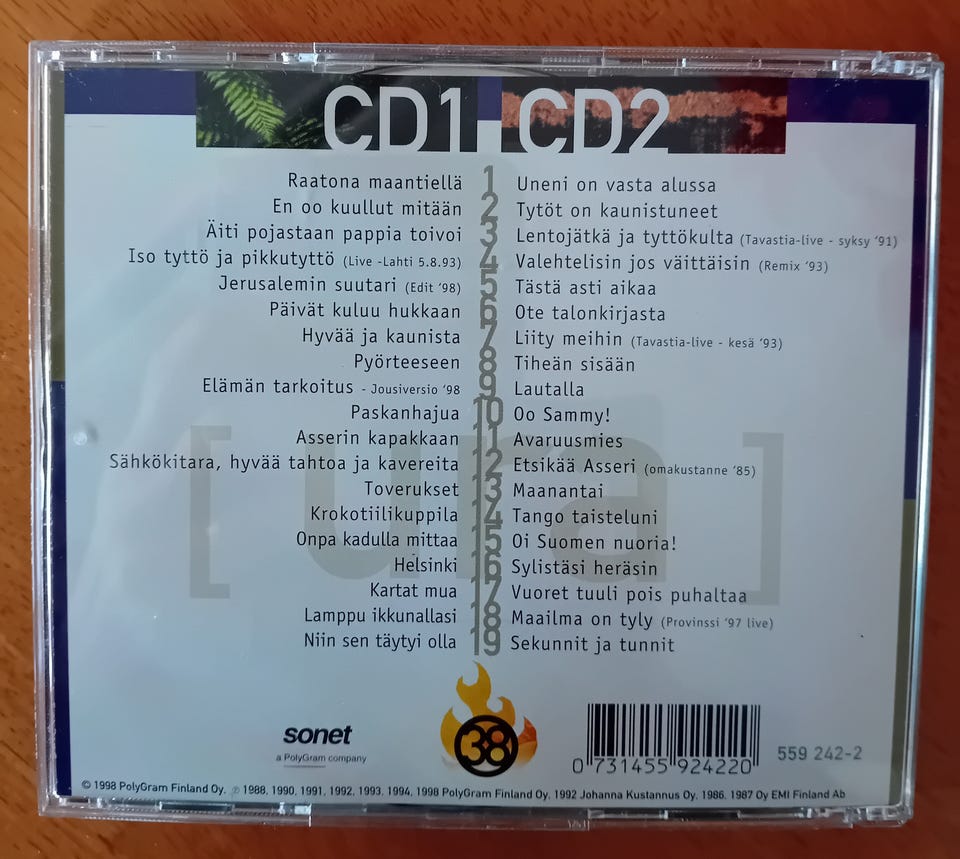 CD1 CD2
Raatona maantiellä 1 Uneni on vasta alussa
En oo kuullut mitään 2 Tytöt on kaunistuneet
Äiti pojastaan pappia toivoi 3 Lentojätkä ja tyttökulta (Tavastia-live - syksy '91)
Iso tyttö ja pikkutyttö (Live -Lahti 5.8.93) 4 Valehtelisin jos väittäisin (Remix '93)
Jerusalemin suutari (Edit '98) 5 Tästä asti aikaa
Päivät kuluu hukkaan 6 Ote talonkirjasta
Hyvää ja kaunista 7 Liity meihin (Tavastia-live - kesä '93)
Pyörteeseen 8 Tiheän sisään
Elämän tarkoitus - Jousiversio '98 9 Lautalla
Paskanhajua 10 Oo Sammy!
Asserin kapakkaan 11 Avaruusmies
Sähkökitara, hyvää tahtoa ja kavereita 12 Etsikää Asseri (omakustanne '85)
Toverukset 13 Maanantai
Krokotiilikuppila 14 Tango taisteluni
Onpa kadulla mittaa 15 Oi Suomen nuoria!
Helsinki 16 Sylistäsi heräsin
Kartat mua 17 Vuoret tuuli pois puhaltaa
Lamppu ikkunallasi 18 Maailma on tyly (Provinssi '97 live)
Niin sen täytyi olla 19 Sekunnit ja tunnit
[ura]
sonet
a PolyGram company
38
0 731455 924220
559 242-2
© 1998 PolyGram Finland Oy. ℗ 1988, 1990, 1991, 1992, 1993, 1994, 1998 PolyGram Finland Oy, 1992 Johanna Kustannus Oy. 1986, 1987 Oy EMI Finland Ab